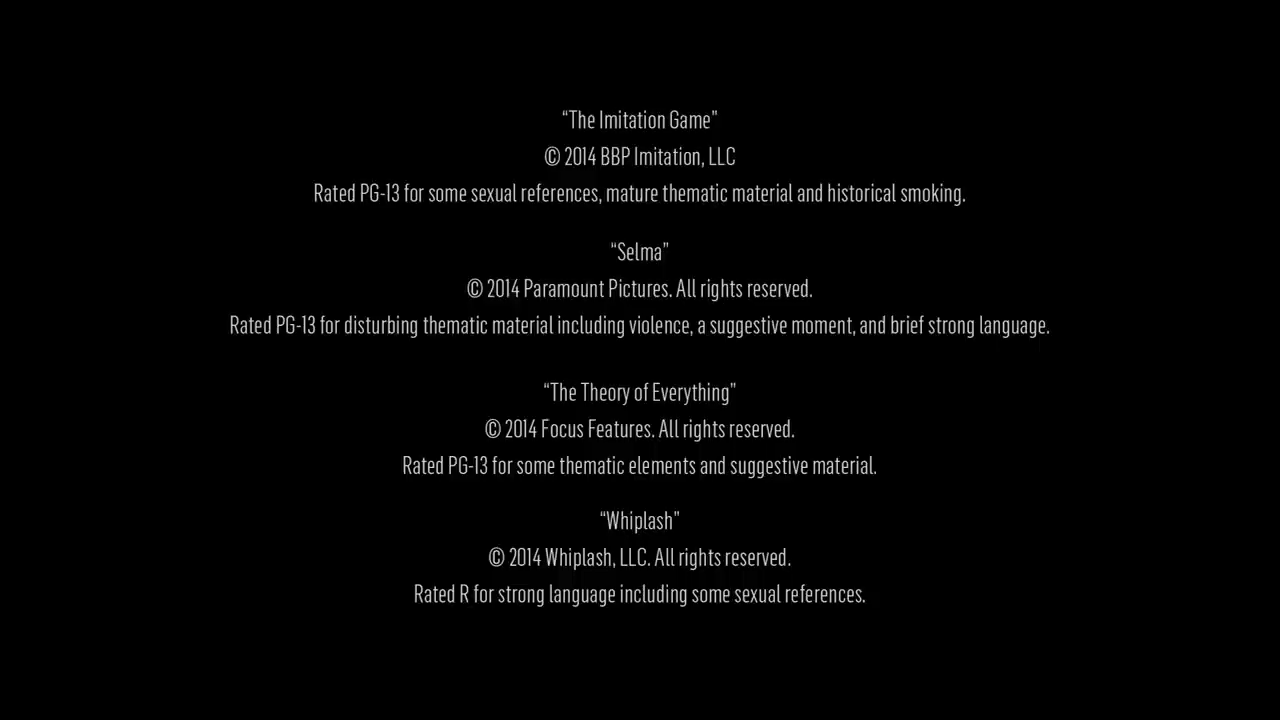 “The Imitation Game”
© 2014 BBP Imitation, LLC
Rated PG-13 for some sexual references, mature thematic material and historical smoking.
“Selma”
© 2014 Paramount Pictures. All rights reserved.
Rated PG-13 for disturbing thematic material including violence, a suggestive moment, and brief strong language.
“The Theory of Everything”
© 2014 Focus Features. All rights reserved.
Rated PG-13 for some thematic elements and suggestive material.
“Whiplash”
© 2014 Whiplash, LLC. All rights reserved.
Rated R for strong language including some sexual references.